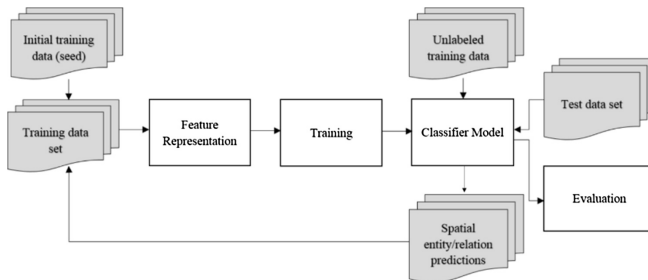 Initial training
data (seed)
Unlabeled
training data
Training data
set
Feature
Representation
Training
Classifier Model
Test data set
Evaluation
Spatial
entity/relation
predictions